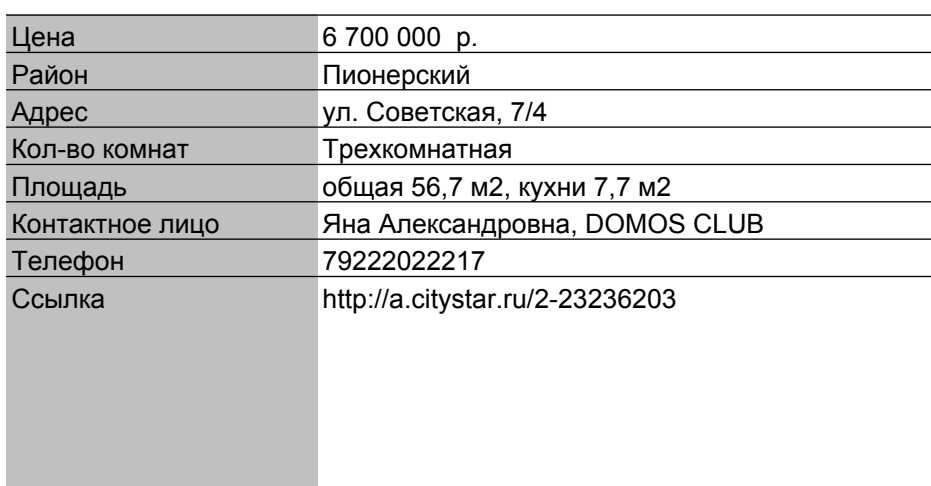 Цена 6 700 000 р.
Район Пионерский
Адрес ул. Советская, 7/4
Кол-во комнат Трехкомнатная
Площадь общая 56,7 м2, кухни 7,7 м2
Контактное лицо Яна Александровна, DOMOS CLUB
Телефон 79222022217
Ссылка http://a.citystar.ru/2-23236203